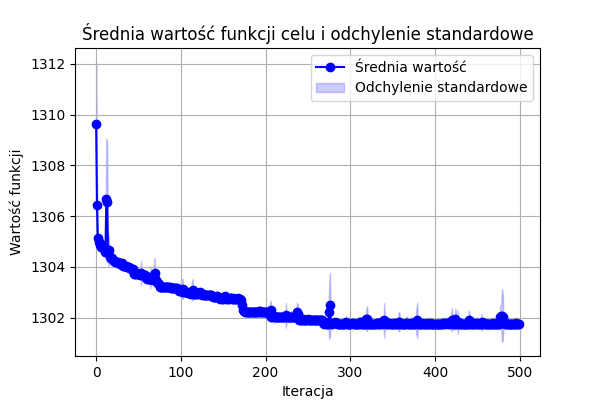 Średnia wartość funkcji celu i odchylenie standardowe
Średnia wartość
Odchylenie standardowe
Wartość funkcji
1312
1310
1308
1306
1304
1302
0 100 200 300 400 500
Iteracja